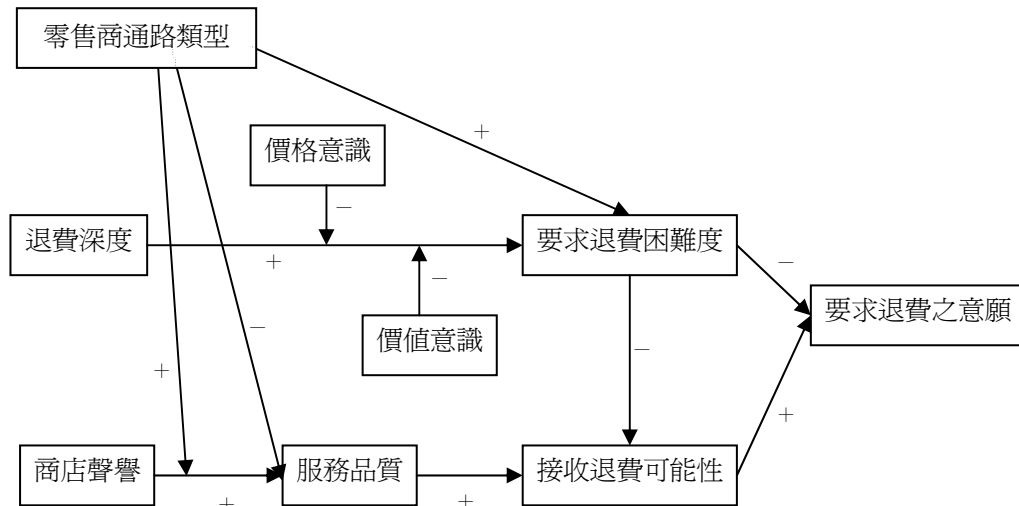 零售商通路類型
+
價格意識
－
退費深度
+
要求退費困難度
－
－
價值意識
要求退費之意願
－
－
+
+
商店聲譽
+
服務品質
+
接收退費可能性